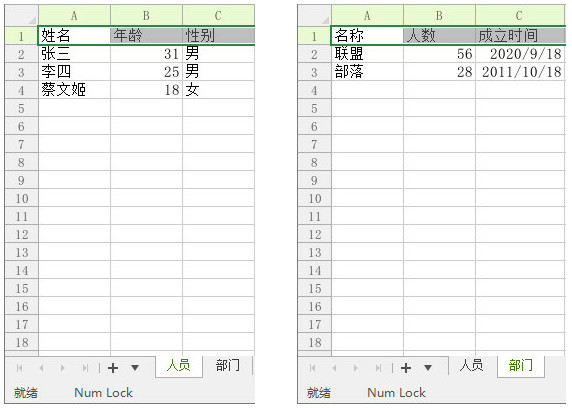 A B C
1 姓名 年龄 性别
2 张三 31 男
3 李四 25 男
4 蔡文姬 18 女
5
6
7
8
9
10
11
12
13
14
15
16
17
18
人员 部门
就绪 Num Lock
A B C
1 名称 人数 成立时间
2 联盟 56 2020/9/18
3 部落 28 2011/10/18
4
5
6
7
8
9
10
11
12
13
14
15
16
17
18
人员 部门
就绪 Num Lock